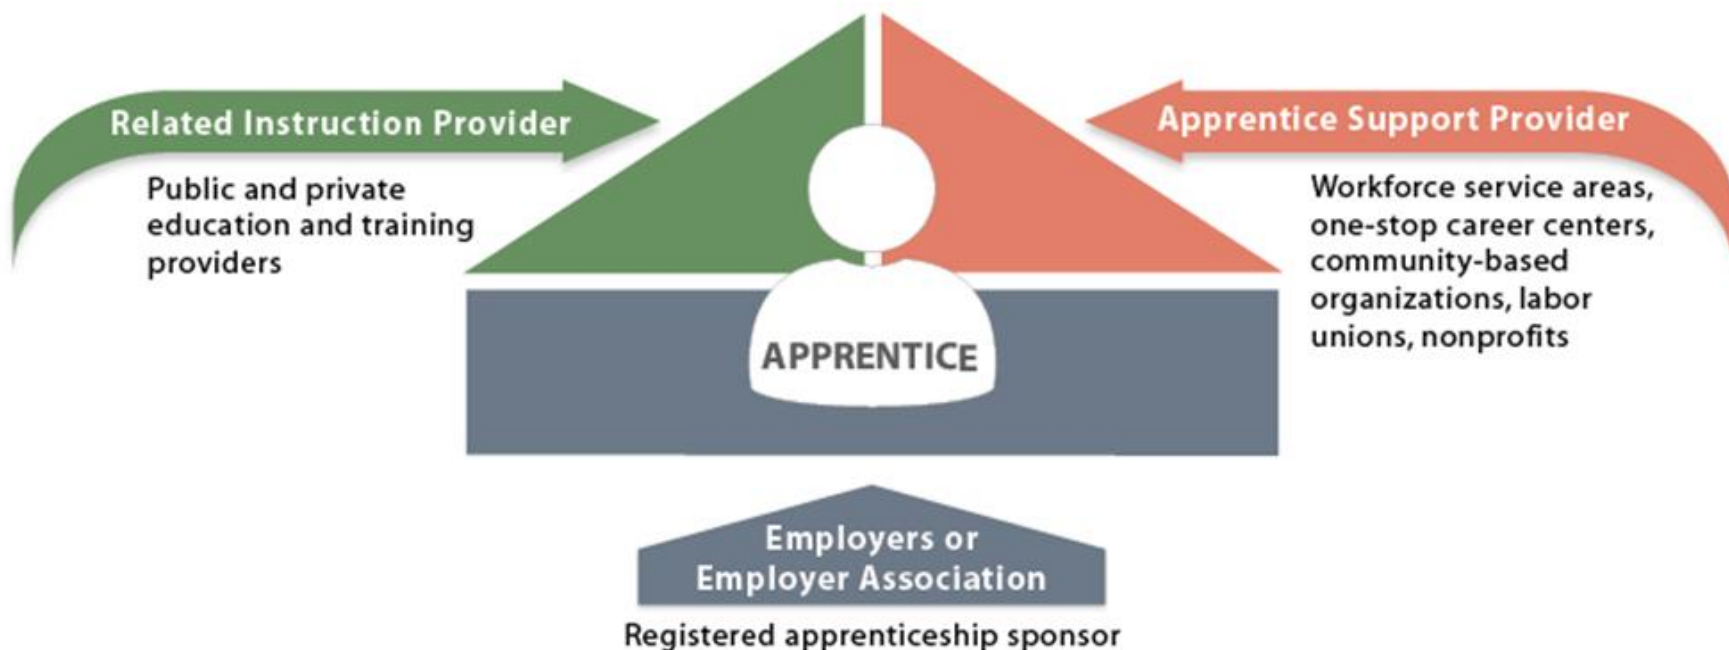 Related Instruction Provider
Public and private
education and training
providers
Apprentice Support Provider
Workforce service areas,
one-stop career centers,
community-based
organizations, labor
unions, nonprofits
APPRENTICE
Employers or
Employer Association
Registered apprenticeship sponsor